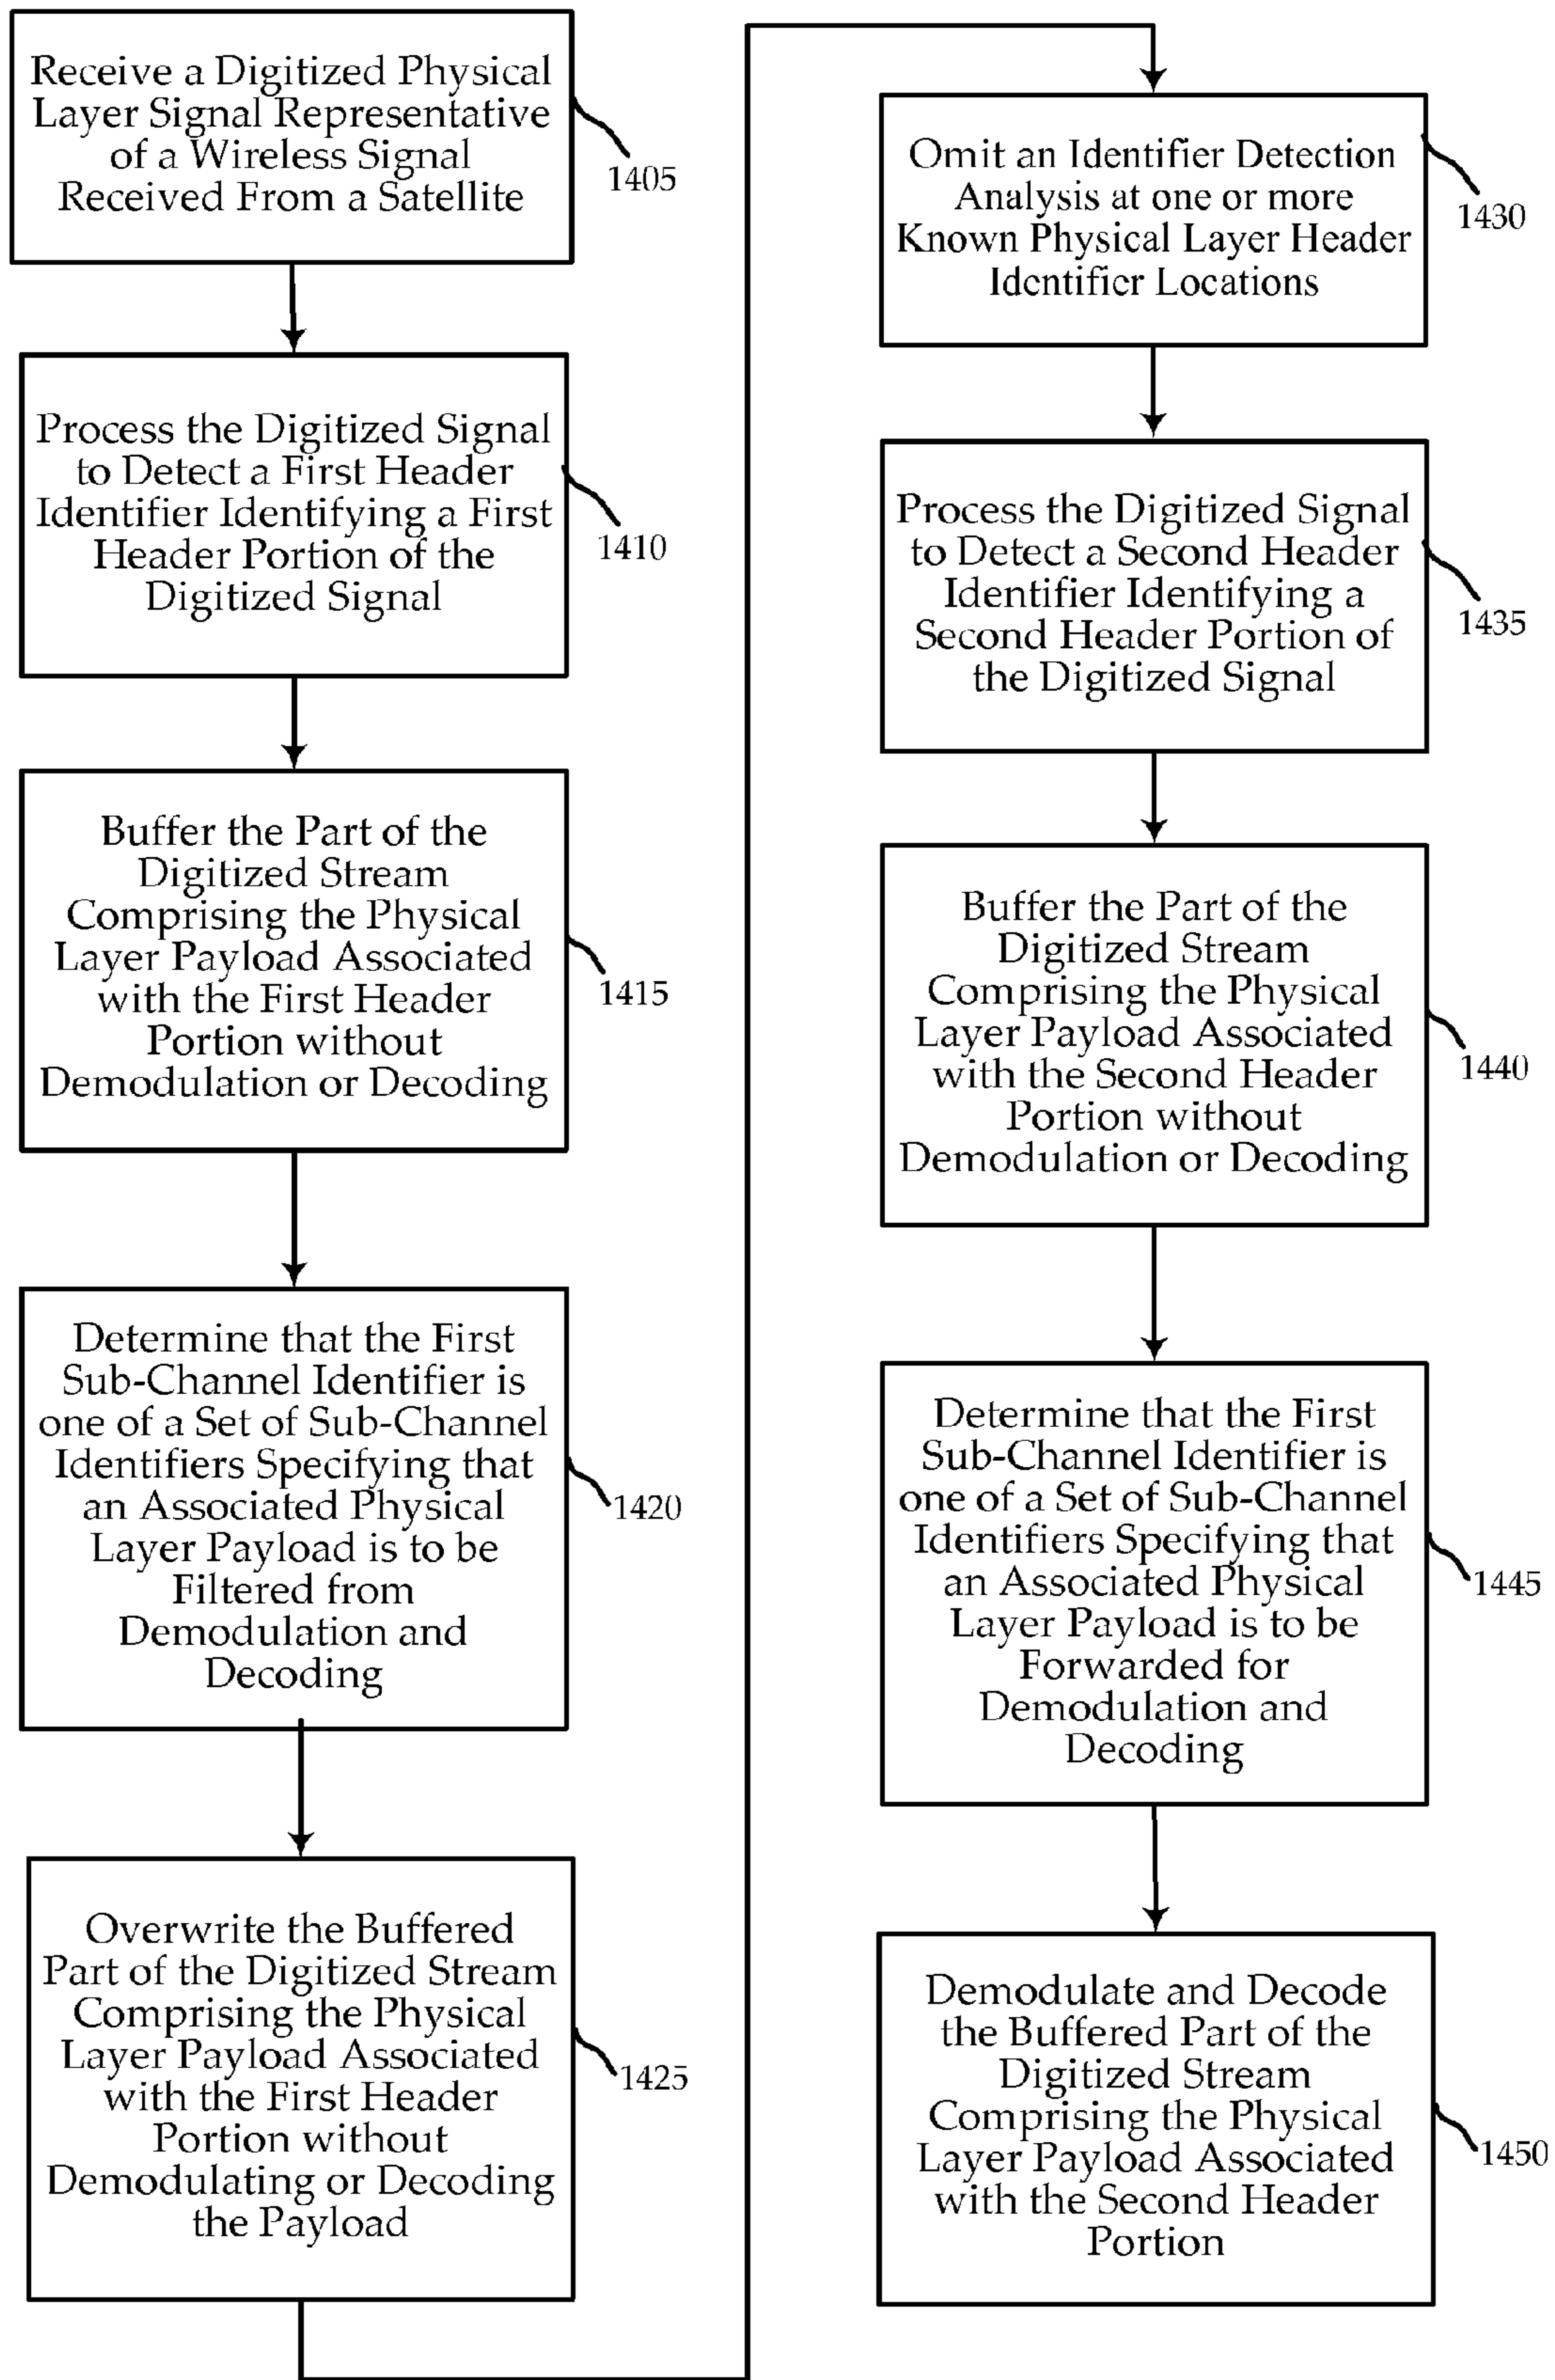 Receive a Digitized Physical
Layer Signal Representative
of a Wireless Signal
Received From a Satellite
1405
Process the Digitized Signal
to Detect a First Header
Identifier Identifying a First
Header Portion of the
Digitized Signal
1410
Buffer the Part of the
Digitized Stream
Comprising the Physical
Layer Payload Associated
with the First Header
Portion without
Demodulation or Decoding
1415
Determine that the First
Sub-Channel Identifier is
one of a Set of Sub-Channel
Identifiers Specifying that
an Associated Physical
Layer Payload is to be
Filtered from
Demodulation and
Decoding
1420
Overwrite the Buffered
Part of the Digitized Stream
Comprising the Physical
Layer Payload Associated
with the First Header
Portion without
Demodulating or Decoding
the Payload
1425
Omit an Identifier Detection
Analysis at one or more
Known Physical Layer Header
Identifier Locations
1430
Process the Digitized Signal
to Detect a Second Header
Identifier Identifying a
Second Header Portion of
the Digitized Signal
1435
Buffer the Part of the
Digitized Stream
Comprising the Physical
Layer Payload Associated
with the Second Header
Portion without
Demodulation or Decoding
1440
Determine that the First
Sub-Channel Identifier is
one of a Set of Sub-Channel
Identifiers Specifying that
an Associated Physical
Layer Payload is to be
Forwarded for
Demodulation and
Decoding
1445
Demodulate and Decode
the Buffered Part of the
Digitized Stream
Comprising the Physical
Layer Payload Associated
with the Second Header
Portion
1450